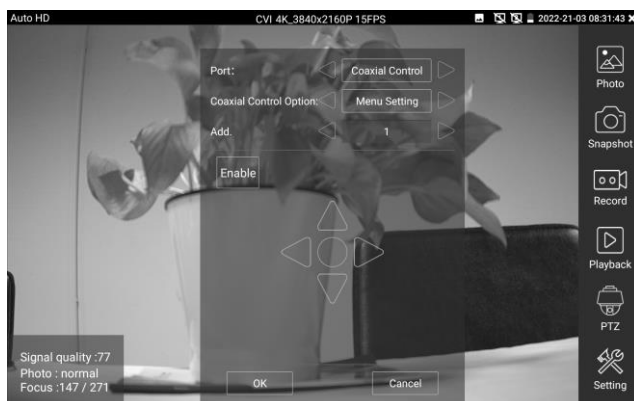 Auto HD CVI 4K_3840x2160P 15FPS 2022-21-03 08:31:43
Port: Coaxial Control
Photo
Coaxial Control Option: Menu Setting
Add. 1
Snapshot
Enable
Record
Playback
PTZ
Signal quality :77
Photo : normal
Focus :147 / 271
OK Cancel
Setting